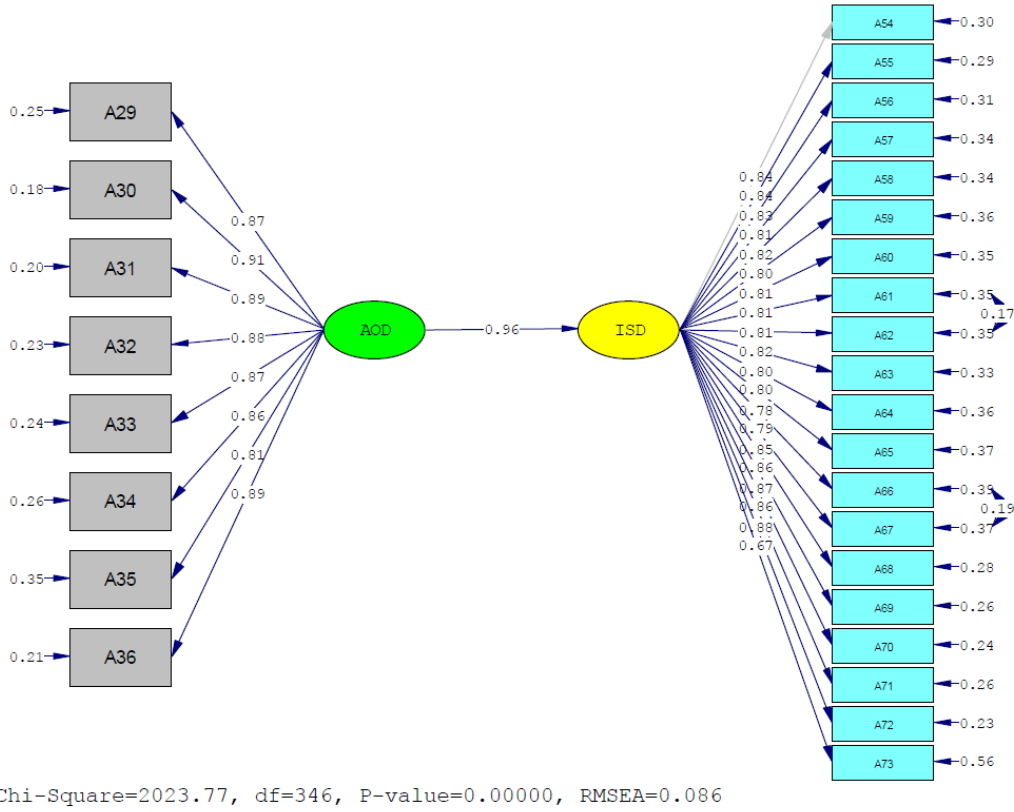 A29
A30
A31
A32
A33
A34
A35
A36
0.25
0.18
0.20
0.23
0.24
0.26
0.35
0.21
0.87
0.91
0.89
0.88
0.87
0.86
0.81
0.89
AOD
0.96
ISD
0.84
0.84
0.83
0.81
0.82
0.80
0.81
0.81
0.81
0.82
0.80
0.80
0.78
0.79
0.85
0.86
0.87
0.86
0.88
0.67
A54
A55
A56
A57
A58
A59
A60
A61
A62
A63
A64
A65
A66
A67
A68
A69
A70
A71
A72
A73
0.30
0.29
0.31
0.34
0.34
0.36
0.35
0.35
0.35
0.33
0.36
0.37
0.39
0.37
0.28
0.26
0.24
0.26
0.23
0.56
0.17
0.19
Chi-Square=2023.77, df=346, P-value=0.00000, RMSEA=0.086